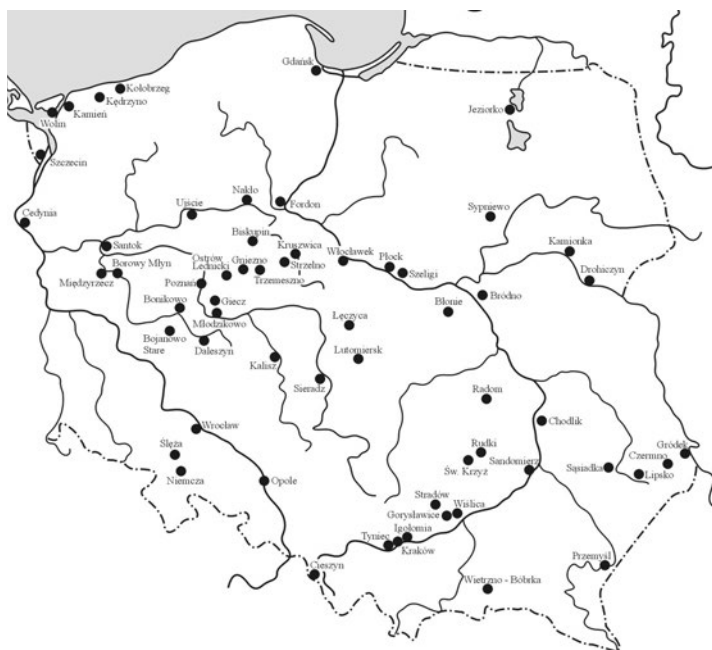 Gdańsk
Kołobrzeg
Kędrzyno
Kamień
Wolin
Jeziorko
Szczecin
Nakło
Fordon
Ujście
Cedynia
Sypniewo
Biskupin
Santok
Kruszwica
Kamionka
Ostrów
Lednacki
Gniezno
Włocławek
Płock
Borowy Młyn
Strzelno
Szeligi
Drohiczyn
Międzyrzecz
Poznań
Trzemeszno
Bródno
Bonikowo
Giecz
Błonie
Młodzikowo
Łęczyca
Bojanowo
Stare
Daleszyn
Lutomiersk
Kalisz
Sieradz
Radom
Chodlik
Wrocław
Ślęża
Rudki
Gródek
Czermno
Sandomierz
Sąsiadka
Św. Krzyż
Lipsko
Niemcza
Opole
Stradów
Wiślica
Gorysławice
Igołomia
Tyniec
Kraków
Przemyśl
Cieszyn
Wietrzno - Bóbrka